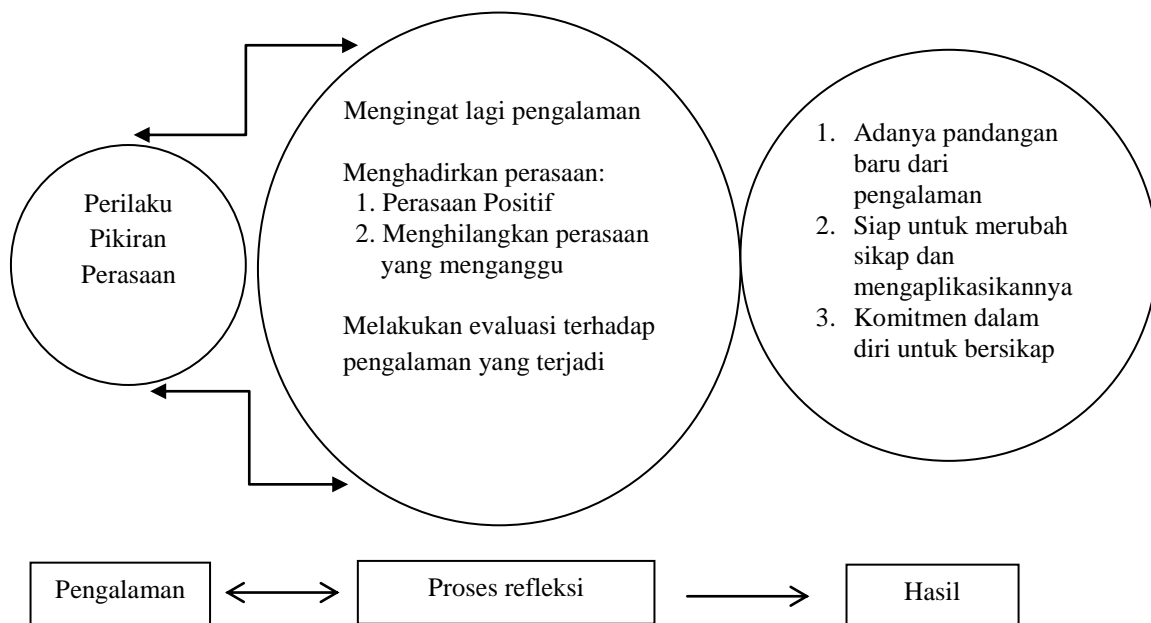 Perilaku
Pikiran
Perasaan
Mengingat lagi pengalaman
Menghadirkan perasaan:
1. Perasaan Positif
2. Menghilangkan perasaan
yang menganggu
Melakukan evaluasi terhadap
pengalaman yang terjadi
1. Adanya pandangan
baru dari
pengalaman
2. Siap untuk merubah
sikap dan
mengaplikasikannya
3. Komitmen dalam
diri untuk bersikap
Pengalaman
Proses refleksi
Hasil